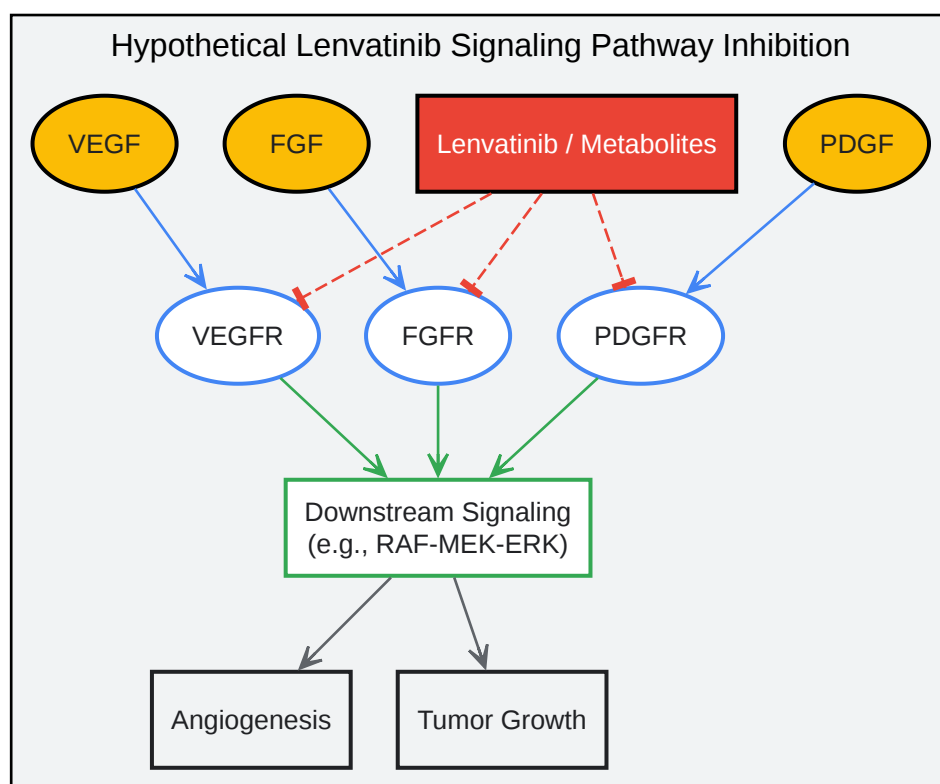 Hypothetical Lenvatinib Signaling Pathway Inhibition
VEGF
FGF
Lenvatinib / Metabolites
PDGF
VEGFR
FGFR
PDGFR
Downstream Signaling
(e.g., RAF-MEK-ERK)
Angiogenesis
Tumor Growth